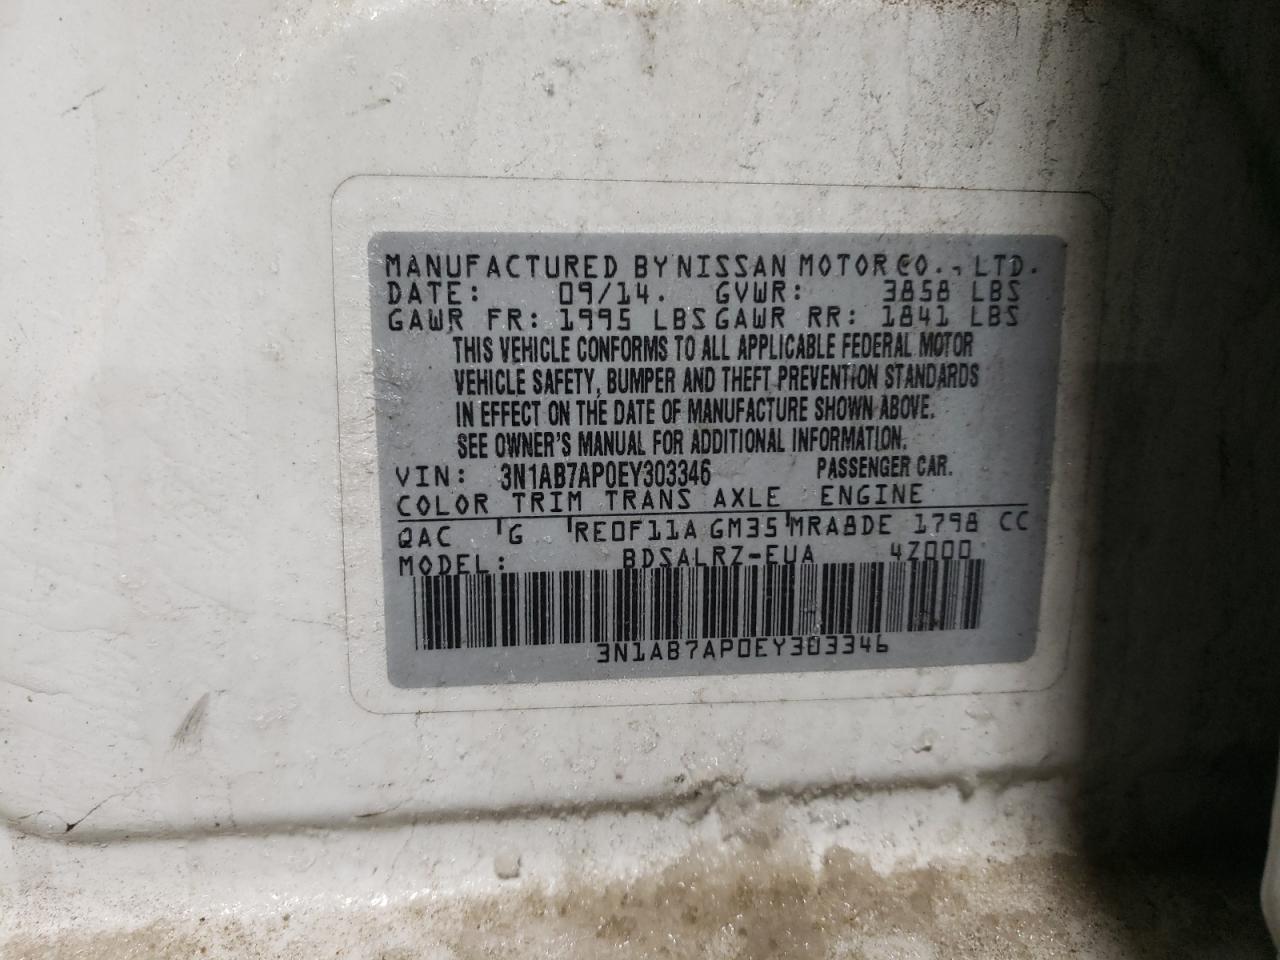 MANUFACTURED BY NISSAN MOTOR CO., LTD.
DATE: 09/14. GVWR: 3858 LBS
GAWR FR: 1995 LBS GAWR RR: 1841 LBS
THIS VEHICLE CONFORMS TO ALL APPLICABLE FEDERAL MOTOR
VEHICLE SAFETY, BUMPER AND THEFT PREVENTION STANDARDS
IN EFFECT ON THE DATE OF MANUFACTURE SHOWN ABOVE.
SEE OWNER'S MANUAL FOR ADDITIONAL INFORMATION.
VIN: 3N1AB7AP0EY303346 PASSENGER CAR.
COLOR TRIM TRANS AXLE ENGINE
QAC G RE0F11A GM35 MRA8DE 1798 CC
MODEL: BDSALRZ-EUA 4Z000
3N1AB7AP0EY303346